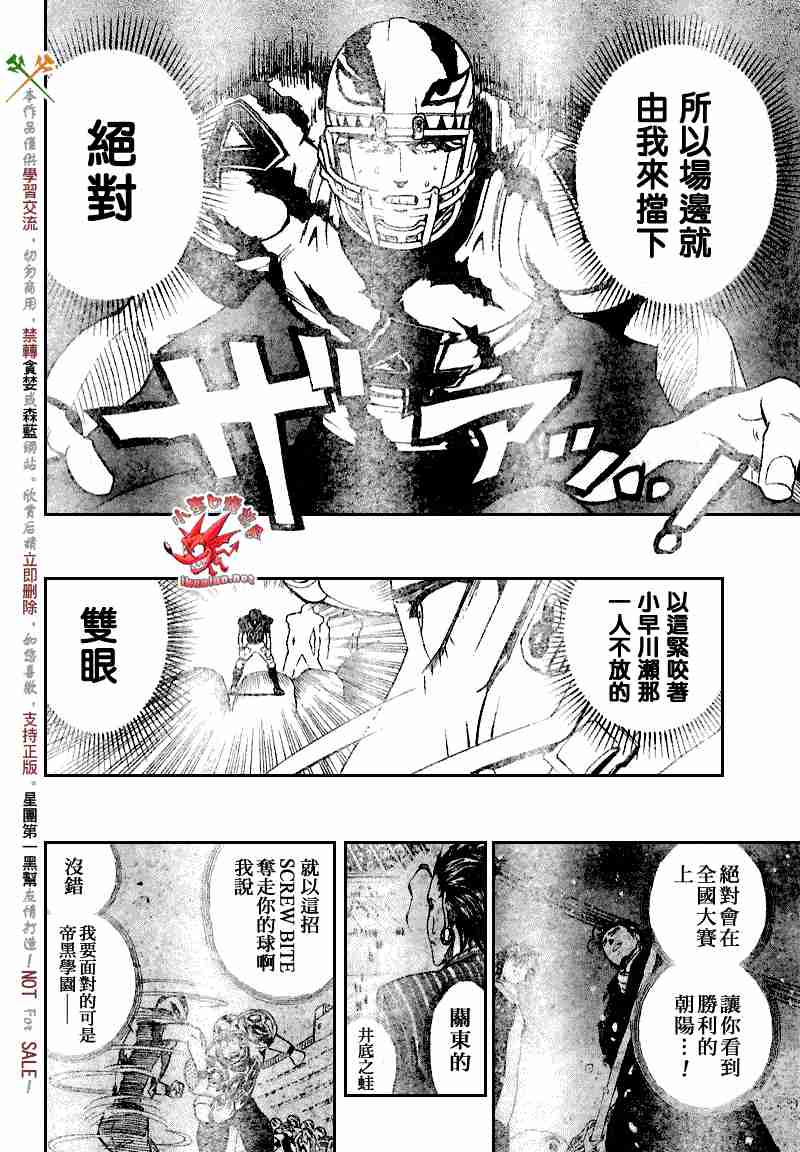 所以場邊就
由我來擋下
絕對
ザァッ!
以這緊咬著
小早川瀨那
一人不放的
雙眼
絕對會在
全國大賽
上
讓你看到
勝利的
朝陽…!
關東的
井底之蛙
就以這招
SCREW BITE
奪走你的球啊
我說
沒錯
我要面對的可是
帝黑學園──
本作品僅供學習交流，切勿商用，禁轉貪婪或森藍網站。欣賞后請立即刪除，如您喜歡，支持正版。星團第一黑幫友情打造！NOT For SALE！